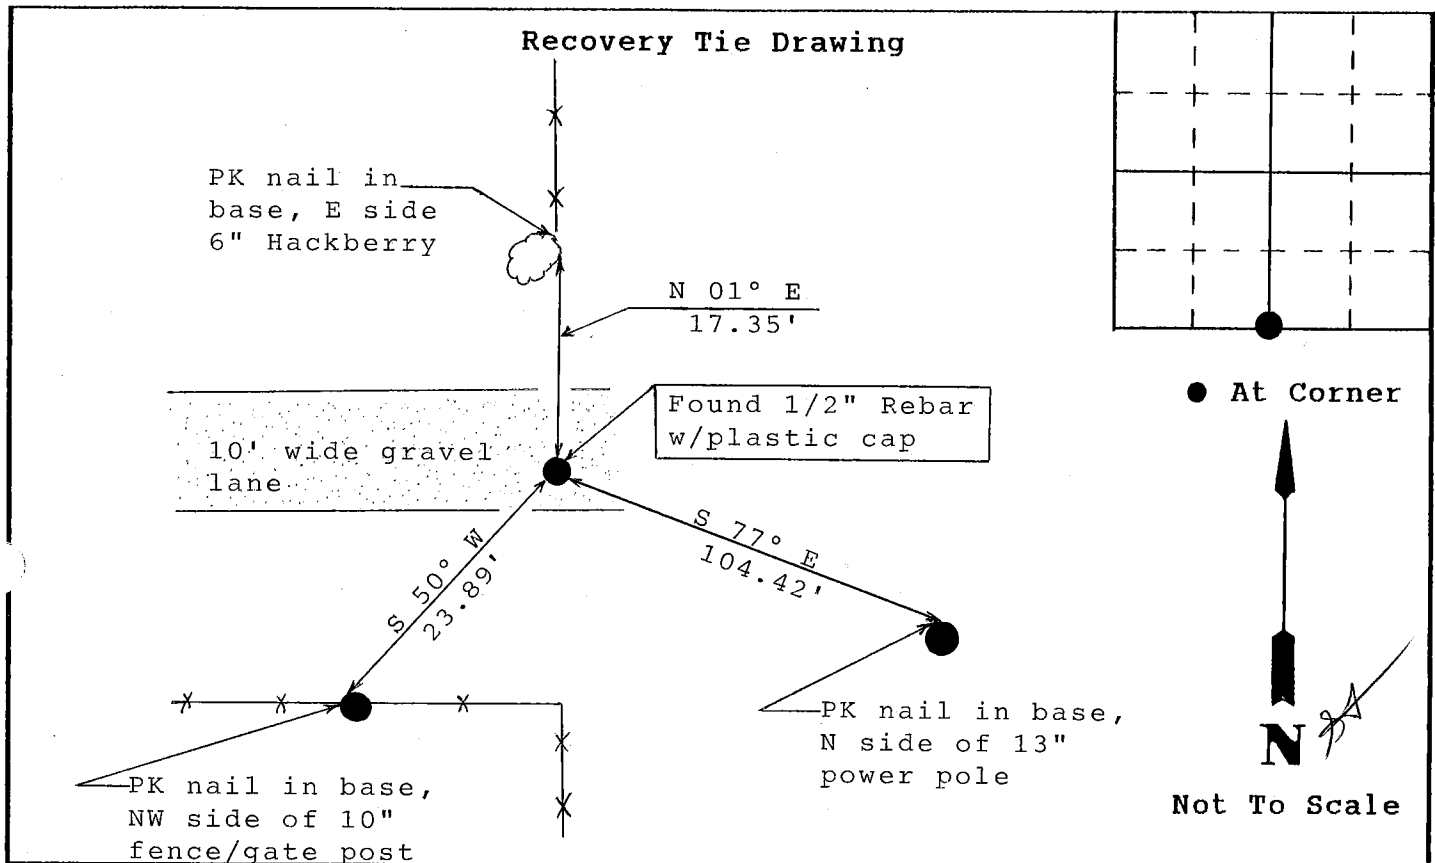 Recovery Tie Drawing
PK nail in
base, E side
6" Hackberry
N 01° E
17.35'
Found 1/2" Rebar
w/plastic cap
10' wide gravel
lane
S 50° W
23.89'
S 77° E
104.42'
PK nail in base,
N side of 13"
power pole
PK nail in base,
NW side of 10"
fence/gate post
At Corner
N
Not To Scale